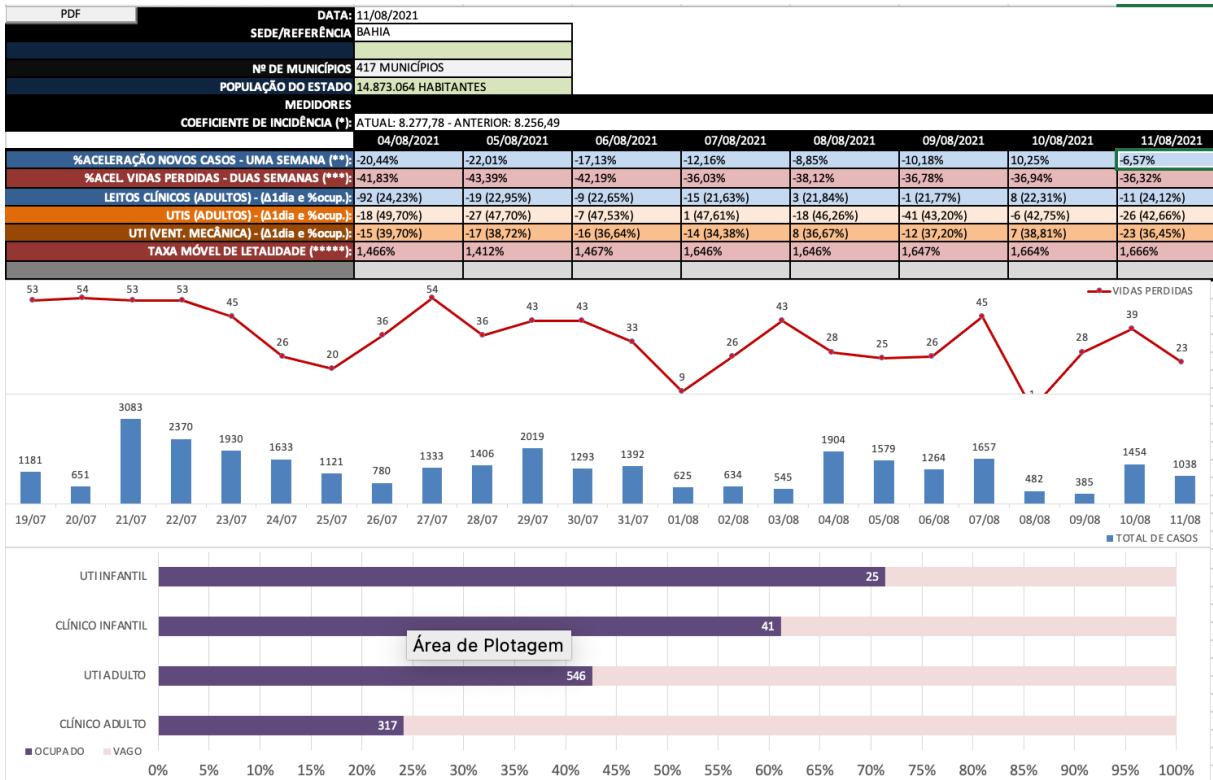 PDF DATA: 11/08/2021
SEDE/REFERÊNCIA BAHIA
Nº DE MUNICÍPIOS 417 MUNICÍPIOS
POPULAÇÃO DO ESTADO 14.873.064 HABITANTES
MEDIDORES
COEFICIENTE DE INCIDÊNCIA (*): ATUAL: 8.277,78 - ANTERIOR: 8.256,49
04/08/2021 05/08/2021 06/08/2021 07/08/2021 08/08/2021 09/08/2021 10/08/2021 11/08/2021
%ACELERAÇÃO NOVOS CASOS - UMA SEMANA (**): -20,44% -22,01% -17,13% -12,16% -8,85% -10,18% 10,25% -6,57%
%ACEL. VIDAS PERDIDAS - DUAS SEMANAS (***): -41,83% -43,39% -42,19% -36,03% -38,12% -36,78% -36,94% -36,32%
LEITOS CLÍNICOS (ADULTOS) - (Δ1dia e %ocup.): -92 (24,23%) -19 (22,95%) -9 (22,65%) -15 (21,63%) 3 (21,84%) -1 (21,77%) 8 (22,31%) -11 (24,12%)
UTIS (ADULTOS) - (Δ1dia e %ocup.): -18 (49,70%) -27 (47,70%) -7 (47,53%) 1 (47,61%) -18 (46,26%) -41 (43,20%) -6 (42,75%) -26 (42,66%)
UTI (VENT. MECÂNICA) - (Δ1dia e %ocup.): -15 (39,70%) -17 (38,72%) -16 (36,64%) -14 (34,38%) 8 (36,67%) -12 (37,20%) 7 (38,81%) -23 (36,45%)
TAXA MÓVEL DE LETALIDADE (*****): 1,466% 1,412% 1,467% 1,646% 1,646% 1,647% 1,664% 1,666%
53 54 53 53 45 26 20 36 54 36 43 43 33 9 26 43 28 25 26 45 1 28 39 23
VIDAS PERDIDAS
1181 651 3083 2370 1930 1633 1121 780 1333 1406 2019 1293 1392 625 634 545 1904 1579 1264 1657 482 385 1454 1038
19/07 20/07 21/07 22/07 23/07 24/07 25/07 26/07 27/07 28/07 29/07 30/07 31/07 01/08 02/08 03/08 04/08 05/08 06/08 07/08 08/08 09/08 10/08 11/08
TOTAL DE CASOS
UTI INFANTIL 25
CLÍNICO INFANTIL 41
Área de Plotagem
UTI ADULTO 546
CLÍNICO ADULTO 317
OCUPADO VAGO
0% 5% 10% 15% 20% 25% 30% 35% 40% 45% 50% 55% 60% 65% 70% 75% 80% 85% 90% 95% 100%